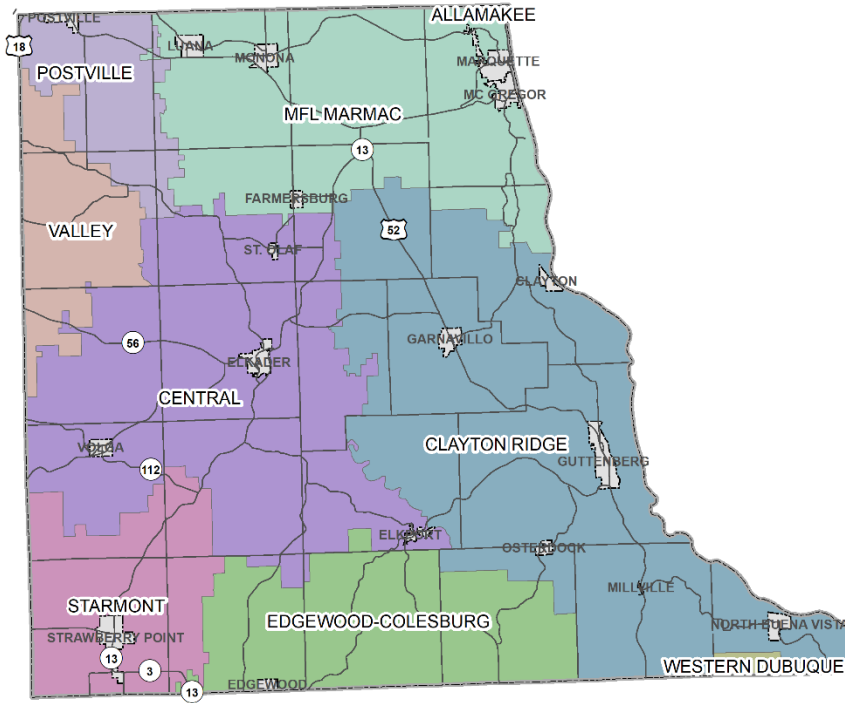 POSTVILLE
ALLAMAKEE
18
LUANA
MONONA
MARQUETTE
POSTVILLE
MC GREGOR
MFL MARMAC
13
FARMERSBURG
VALLEY
52
ST. OLAF
CLAYTON
56
GARNAVILLO
ELKADER
CENTRAL
VOLGA
CLAYTON RIDGE
GUTTENBERG
112
ELKPORT
OSTERDOCK
MILLVILLE
STARMONT
EDGEWOOD-COLESBURG
STRAWBERRY POINT
NORTH BUENA VISTA
13
3
WESTERN DUBUQUE
EDGEWOOD
13